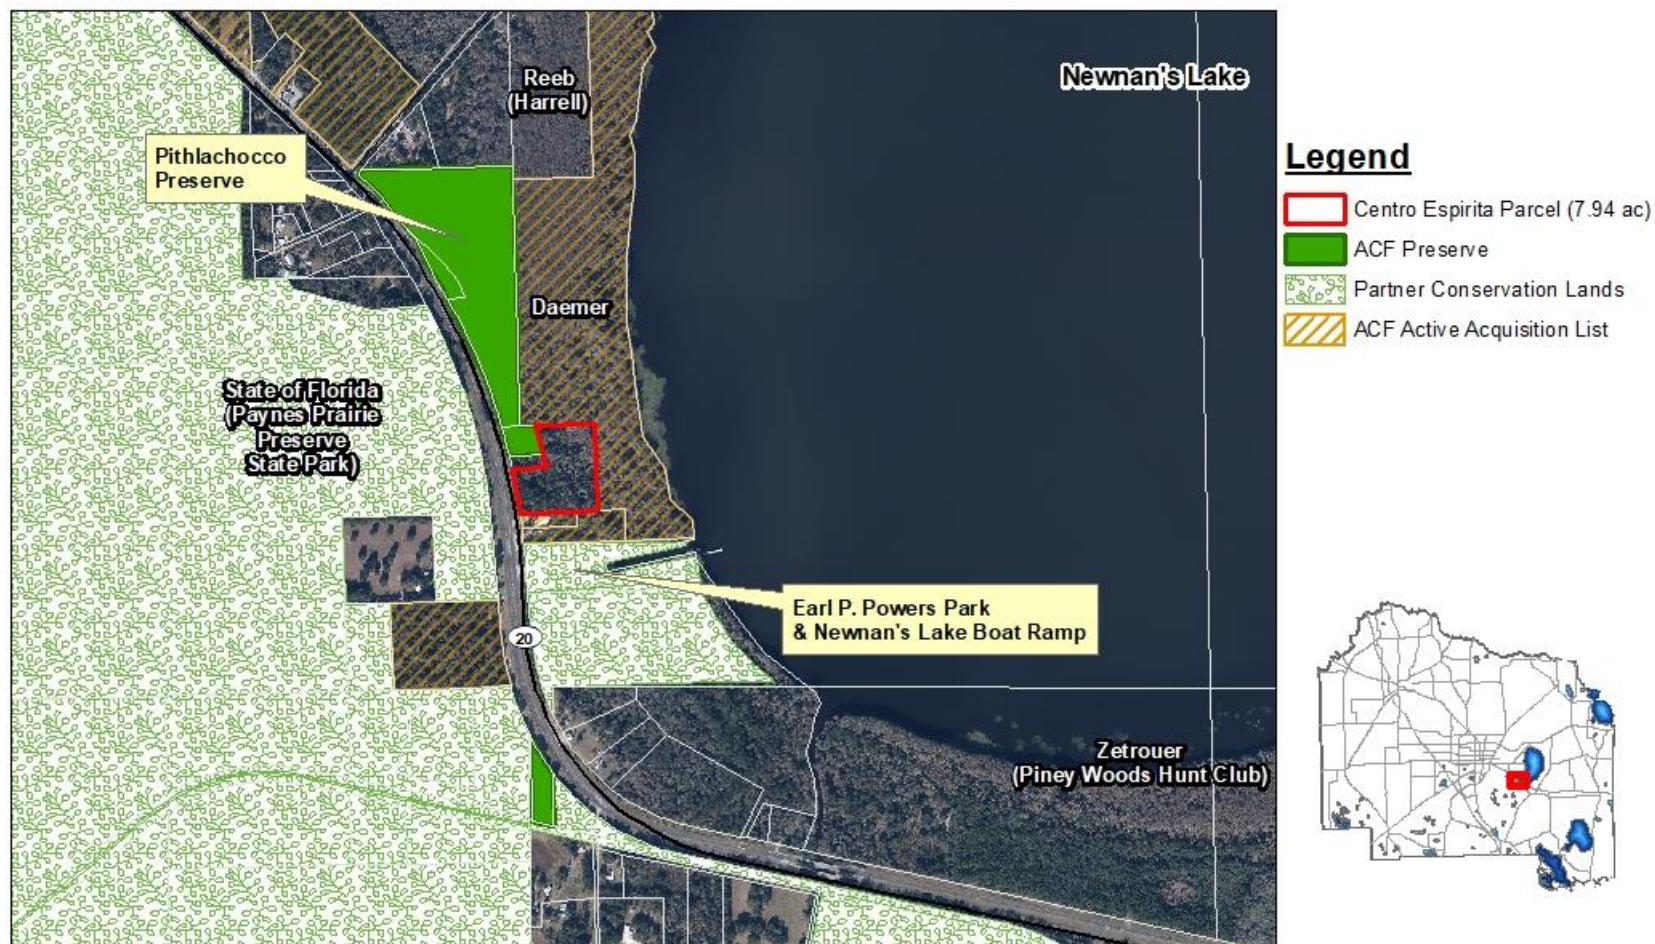 Reeb
(Harrell)
Newnan's Lake
Pithlachocco
Preserve
Daemer
State of Florida
(Paynes Prairie
Preserve
State Park)
20
Earl P. Powers Park
& Newnan's Lake Boat Ramp
Zetrouer
(Piney Woods Hunt Club)
Legend
Centro Espirita Parcel (7.94 ac)
ACF Preserve
Partner Conservation Lands
ACF Active Acquisition List